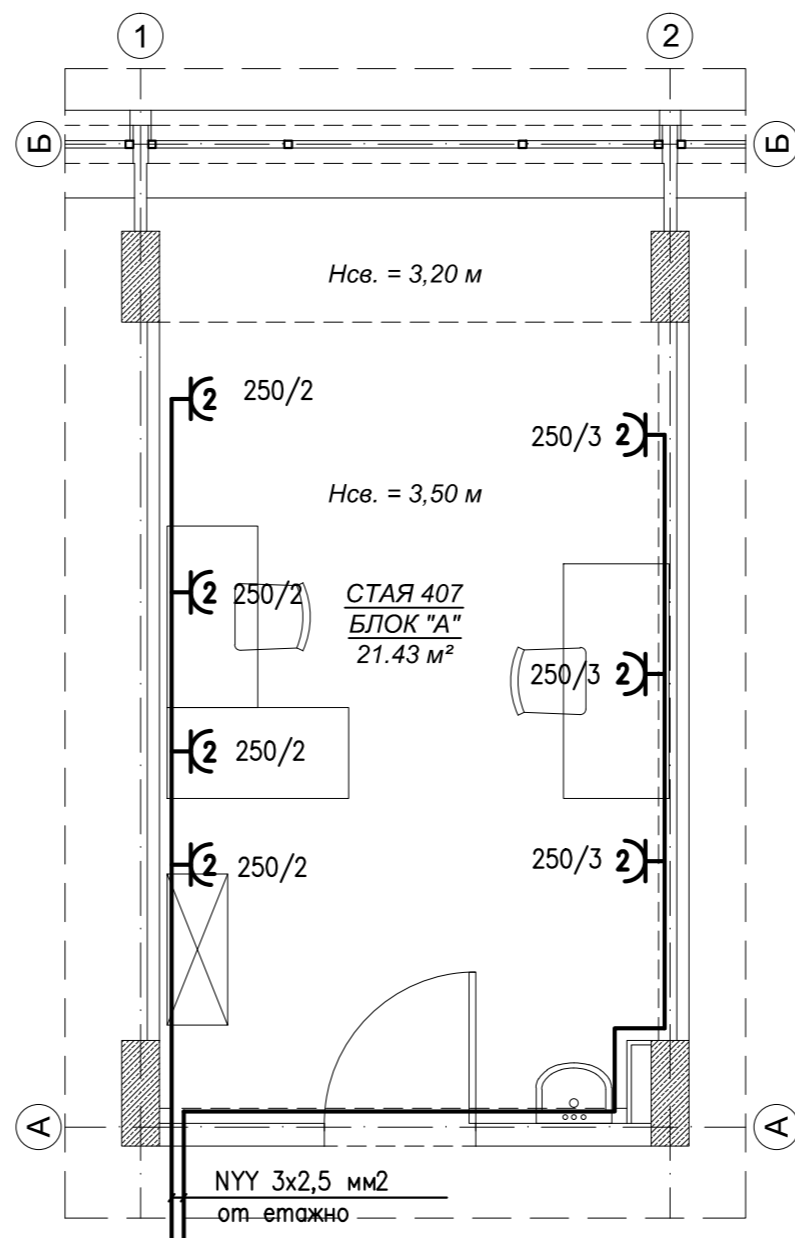 1
2
Б
Б
Hсв. = 3,20 м
2 250/2
250/3 2
Hсв. = 3,50 м
2 250/2
СТАЯ 407
БЛОК "А"
21.43 м²
250/3 2
2 250/2
2 250/2
250/3 2
А
А
NYY 3x2,5 мм2
от етажно